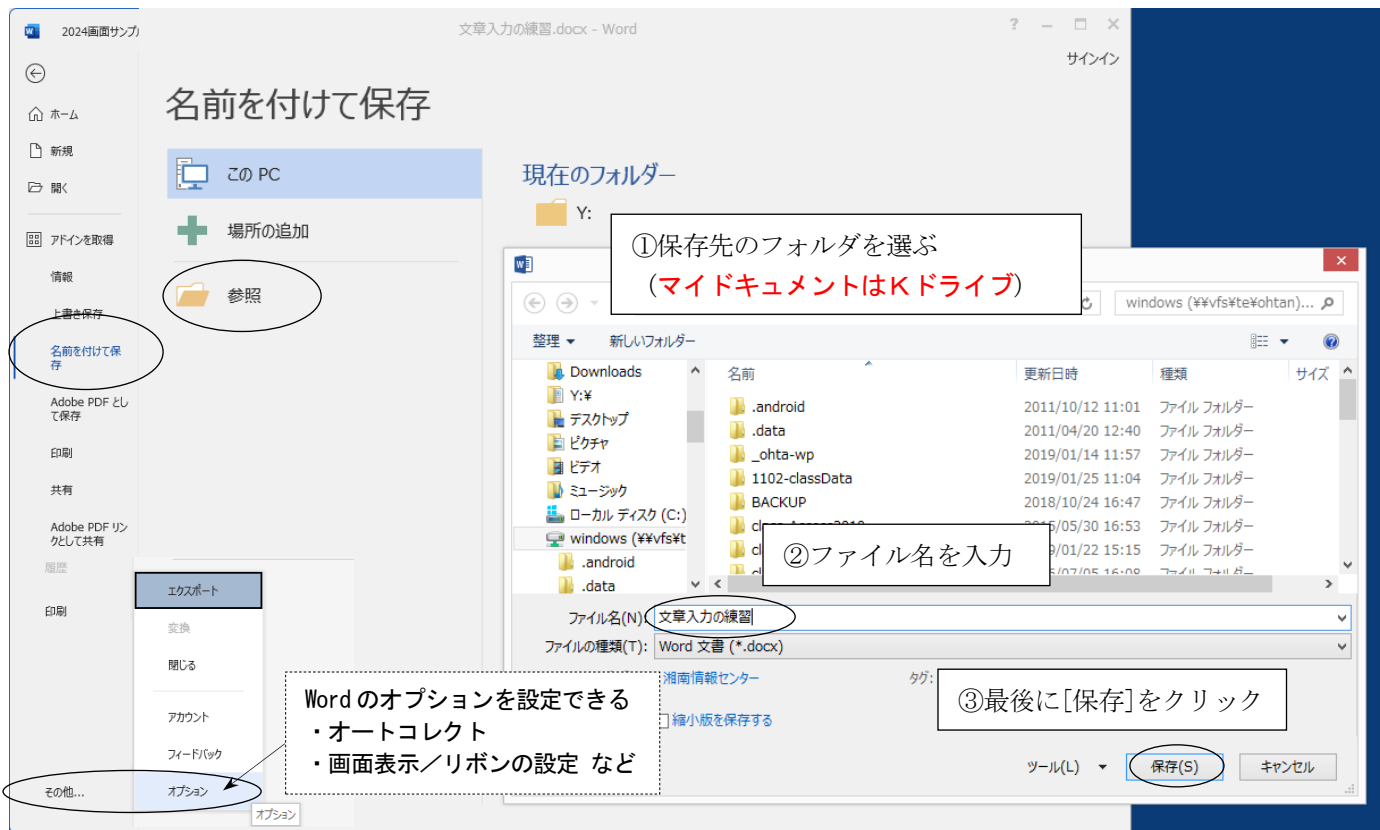 2024画面サンプ
文章入力の練習.docx - Word
?
サインイン
ホーム
新規
開く
アドインを取得
情報
上書き保存
名前を付けて保
存
Adobe PDF とし
て保存
印刷
共有
Adobe PDF リン
クとして共有
履歴
印刷
その他...
エクスポート
変換
閉じる
アカウント
フィードバック
オプション
オプション
名前を付けて保存
この PC
場所の追加
参照
現在のフォルダー
Y:
①保存先のフォルダを選ぶ
(マイドキュメントはＫドライブ)
windows (¥¥vfs¥te¥ohtan)...
整理
新しいフォルダー
Downloads
Y:¥
デスクトップ
ピクチャ
ビデオ
ミュージック
ローカル ディスク (C:)
windows (¥¥vfs¥t
.android
.data
名前 更新日時 種類 サイズ
.android 2011/10/12 11:01 ファイル フォルダー
.data 2011/04/20 12:40 ファイル フォルダー
_ohta-wp 2019/01/14 11:57 ファイル フォルダー
1102-classData 2019/01/25 11:04 ファイル フォルダー
BACKUP 2018/10/24 16:47 ファイル フォルダー
/05/30 16:53 ファイル フォルダー
/01/22 15:15 ファイル フォルダー
②ファイル名を入力
ファイル名(N): 文章入力の練習
ファイルの種類(T): Word 文書 (*.docx)
湘南情報センター
タグ:
縮小版を保存する
③最後に[保存]をクリック
ツール(L)
保存(S)
キャンセル
Wordのオプションを設定できる
・オートコレクト
・画面表示／リボンの設定 など